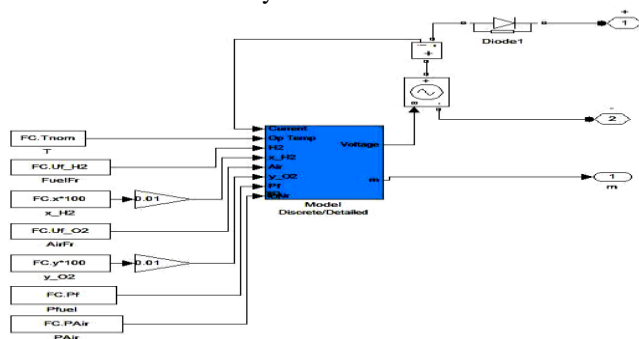 y
+
1
Diode1
+
-
2
Current
Op Temp
H2
x_H2
Air
y_O2
Pf
Voltage
m
Model
Discrete/Detailed
1
m
FC.Tnom
T
FC.Uf_H2
FuelFr
FC.x*100
0.01
x_H2
FC.Uf_O2
AirFr
FC.y*100
0.01
y_O2
FC.Pf
Pfuel
FC.PAir
PAir